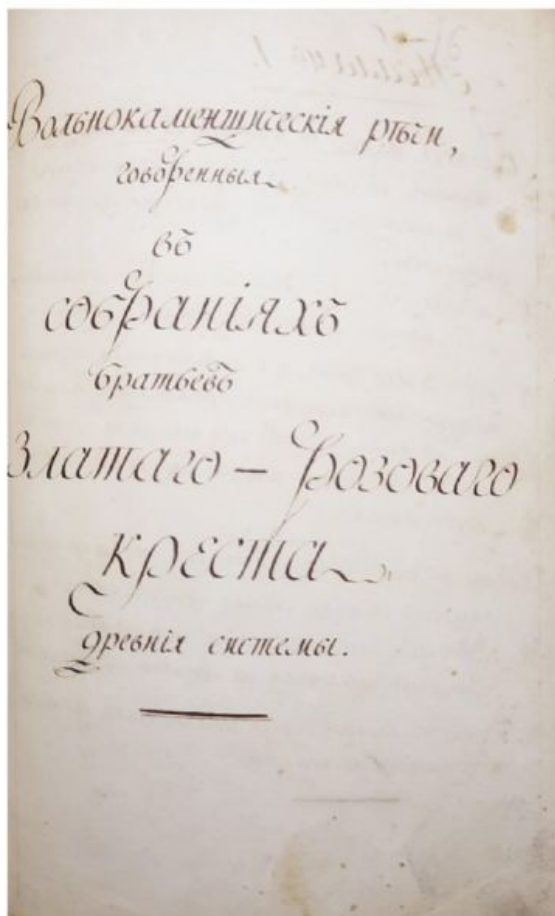 Вольнокаменщическія рѣчи,
говоренныя
въ
собраніяхъ
братьевъ
Златаго – Розоваго
креста
древнія системы.